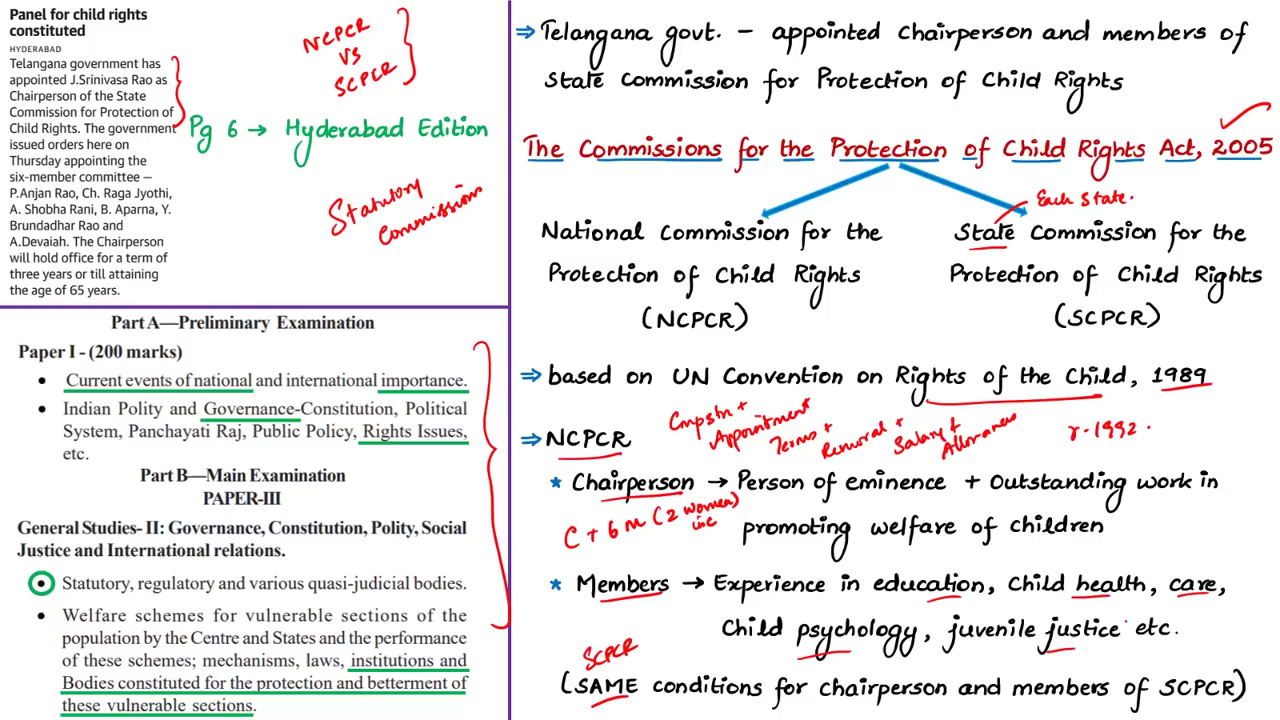 Panel for child rights
constituted
HYDERABAD
Telangana government has
appointed J.Srinivasa Rao as
Chairperson of the State
Commission for Protection of
Child Rights. The government
issued orders here on
Thursday appointing the
six-member committee —
P.Anjan Rao, Ch. Raga Jyothi,
A. Shobha Rani, B. Aparna, Y.
Brundadhar Rao and
A.Devaiah. The Chairperson
will hold office for a term of
three years or till attaining
the age of 65 years.
NCPCR
VS
SCPCR
Pg 6 → Hyderabad Edition
Statutory
Commission
Part A—Preliminary Examination
Paper I - (200 marks)
• Current events of national and international importance.
• Indian Polity and Governance-Constitution, Political
System, Panchayati Raj, Public Policy, Rights Issues,
etc.
Part B—Main Examination
PAPER-III
General Studies- II: Governance, Constitution, Polity, Social
Justice and International relations.
• Statutory, regulatory and various quasi-judicial bodies.
• Welfare schemes for vulnerable sections of the
population by the Centre and States and the performance
of these schemes; mechanisms, laws, institutions and
Bodies constituted for the protection and betterment of
these vulnerable sections.
⇒ Telangana govt. – appointed Chairperson and members of
State Commission for Protection of Child Rights
The Commissions for the Protection of Child Rights Act, 2005
Each State.
National Commission for the
Protection of Child Rights
(NCPCR)
State Commission for the
Protection of Child Rights
(SCPCR)
⇒ based on UN Convention on Rights of the Child, 1989
r - 1992.
Cmpstn +
Appointment +
Terms +
Removal +
Salary +
Allowances
⇒ NCPCR
* Chairperson → Person of eminence + Outstanding work in
promoting welfare of children
C + 6 M (2 women)
inc
* Members → Experience in education, Child health, care,
Child psychology, juvenile justice etc.
SCPCR
(SAME conditions for chairperson and members of SCPCR)